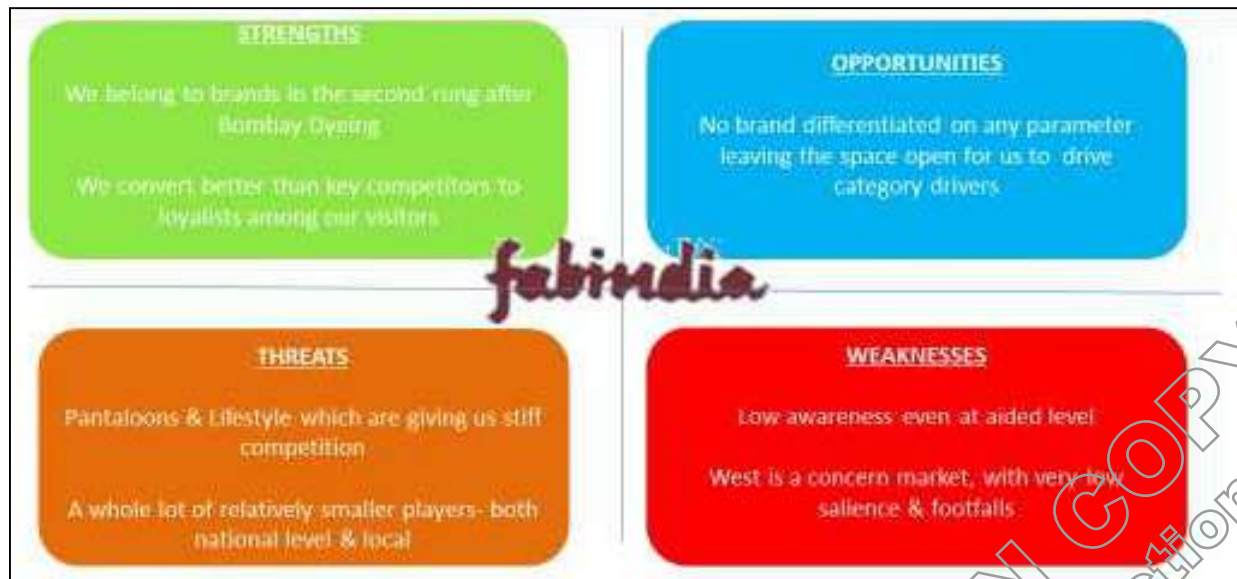 STRENGTHS
We belong to brands in the second rung after
Bombay Dyeing
We convert better than key competitors to
loyalists among our visitors
OPPORTUNITIES
No brand differentiated on any parameter
leaving the space open for us to drive
category drivers
fabindia
THREATS
Pantaloons & Lifestyle which are giving us stiff
competition
A whole lot of relatively smaller players- both
national level & local
WEAKNESSES
Low awareness even at aided level
West is a concern market, with very low
salience & footfalls
COPY